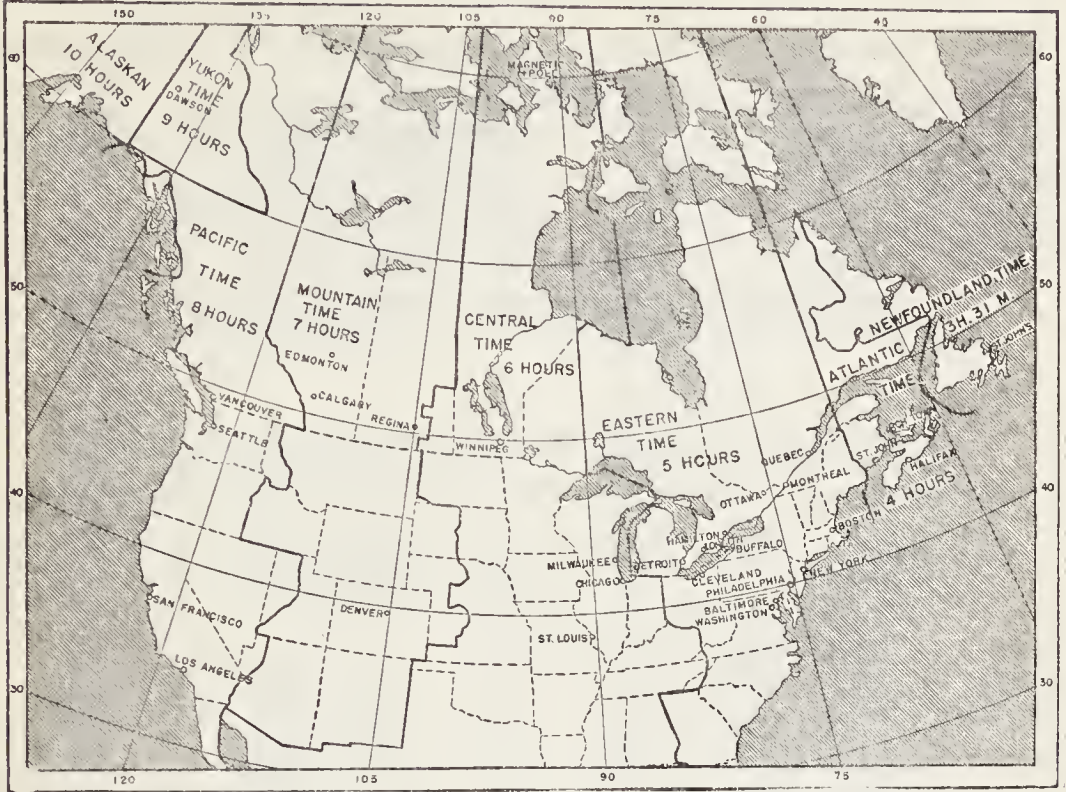 150 135 120 105 90 75 60 45
60
60
ALASKAN
10 HOURS
YUKON
TIME
DAWSON
9 HOURS
MAGNETIC
POLE
PACIFIC
TIME
8 HOURS
MOUNTAIN
TIME
7 HOURS
EDMONTON
CALGARY
REGINA
CENTRAL
TIME
6 HOURS
WINNIPEG
EASTERN
TIME
5 HOURS
NEWFOUNDLAND TIME
3H. 31 M.
ST. JOHN'S
ATLANTIC
TIME
4 HOURS
50
50
VANCOUVER
SEATTLE
QUEBEC
MONTREAL
OTTAWA
ST. JOHN
HALIFAX
BOSTON
40
40
HAMILTON
LONDON
BUFFALO
MILWAUKEE
DETROIT
CHICAGO
CLEVELAND
PHILADELPHIA
NEW YORK
BALTIMORE
WASHINGTON
SAN FRANCISCO
DENVER
ST. LOUIS
LOS ANGELES
30
30
120 105 90 75